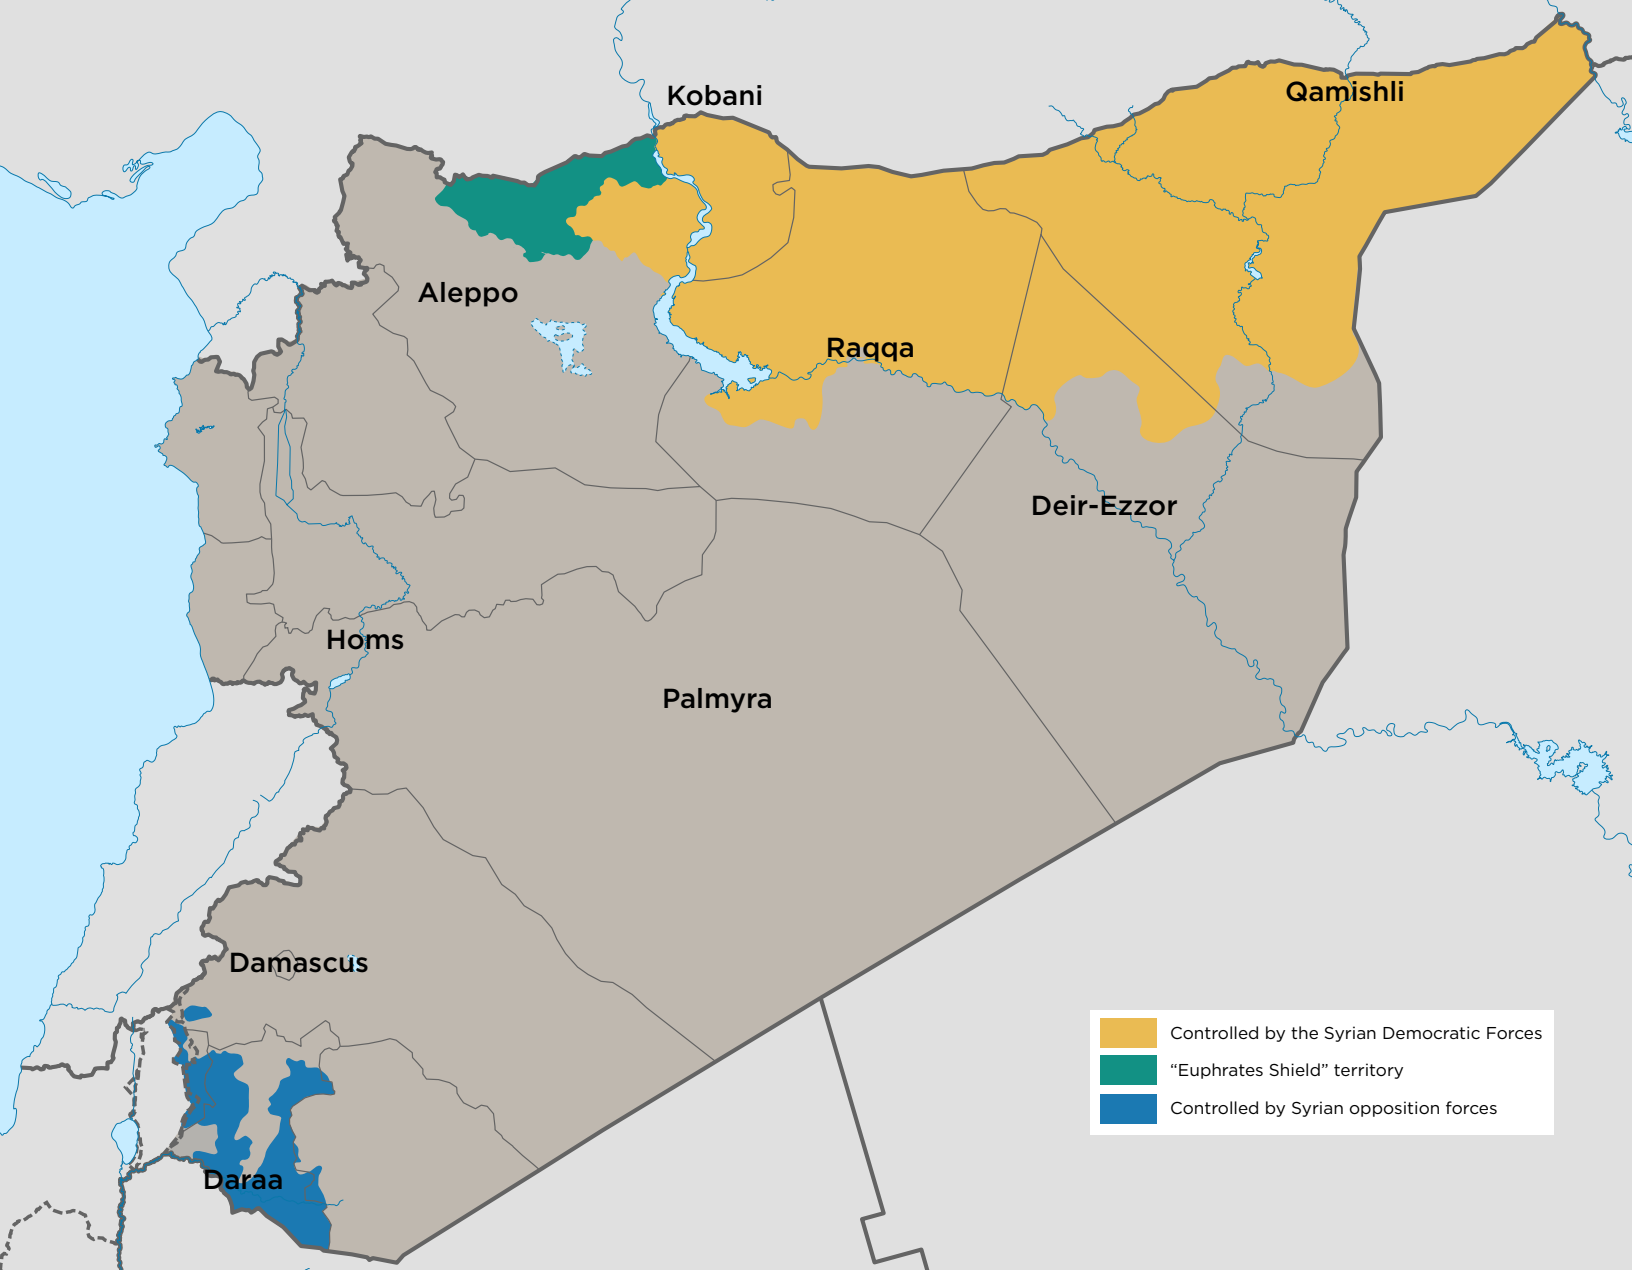 Kobani
Qamishli
Aleppo
Raqqa
Deir-Ezzor
Homs
Palmyra
Damascus
Controlled by the Syrian Democratic Forces
“Euphrates Shield” territory
Controlled by Syrian opposition forces
Daraa